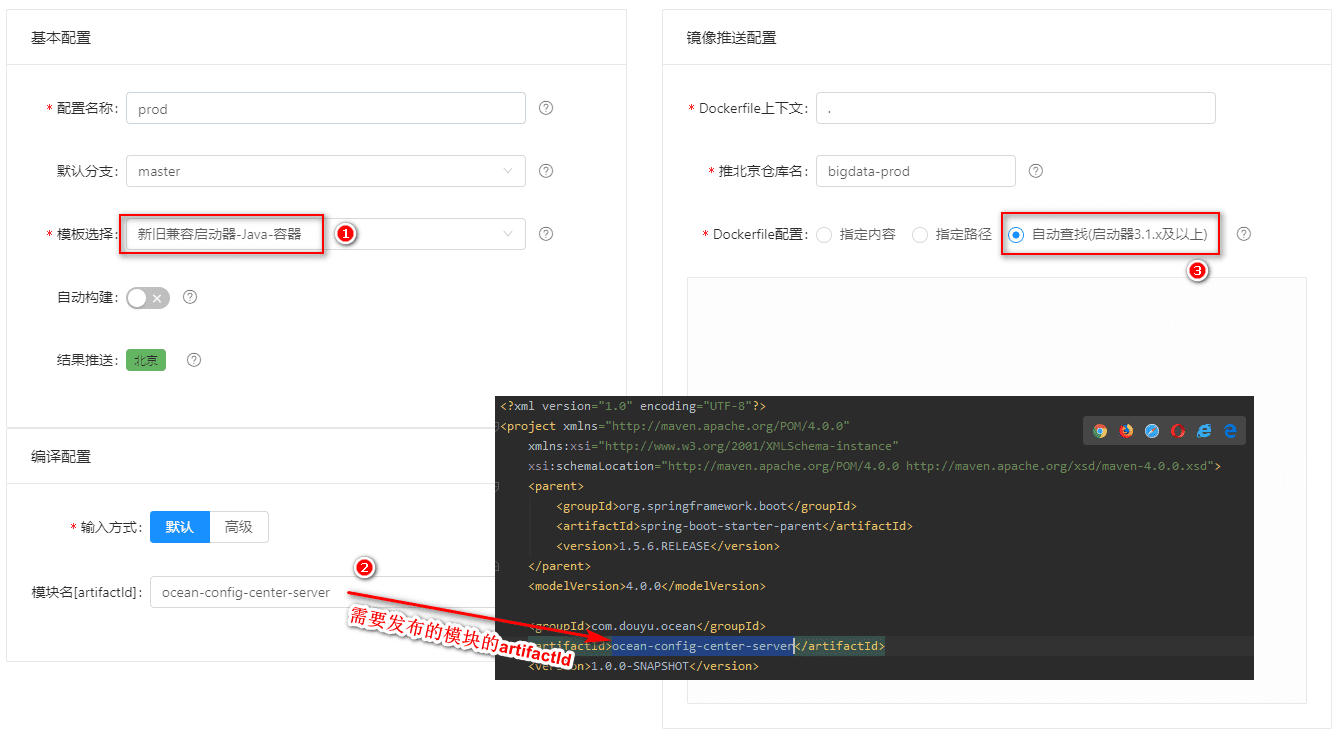 基本配置
* 配置名称: prod
默认分支: master
* 模板选择: 新旧兼容启动器-Java-容器 1
自动构建:
结果推送: 北京
编译配置
* 输入方式: 默认 高级
模块名[artifactId]: ocean-config-center-server
2
需要发布的模块的artifactId
镜像推送配置
* Dockerfile上下文: .
* 推北京仓库名: bigdata-prod
* Dockerfile配置: 指定内容 指定路径 自动查找(启动器3.1.x及以上)
3
<?xml version="1.0" encoding="UTF-8"?>
<project xmlns="http://maven.apache.org/POM/4.0.0"
xmlns:xsi="http://www.w3.org/2001/XMLSchema-instance"
xsi:schemaLocation="http://maven.apache.org/POM/4.0.0 http://maven.apache.org/xsd/maven-4.0.0.xsd">
<parent>
<groupId>org.springframework.boot</groupId>
<artifactId>spring-boot-starter-parent</artifactId>
<version>1.5.6.RELEASE</version>
</parent>
<modelVersion>4.0.0</modelVersion>
<groupId>com.douyu.ocean</groupId>
artifactId>ocean-config-center-server</artifactId>
<version>1.0.0-SNAPSHOT</version>